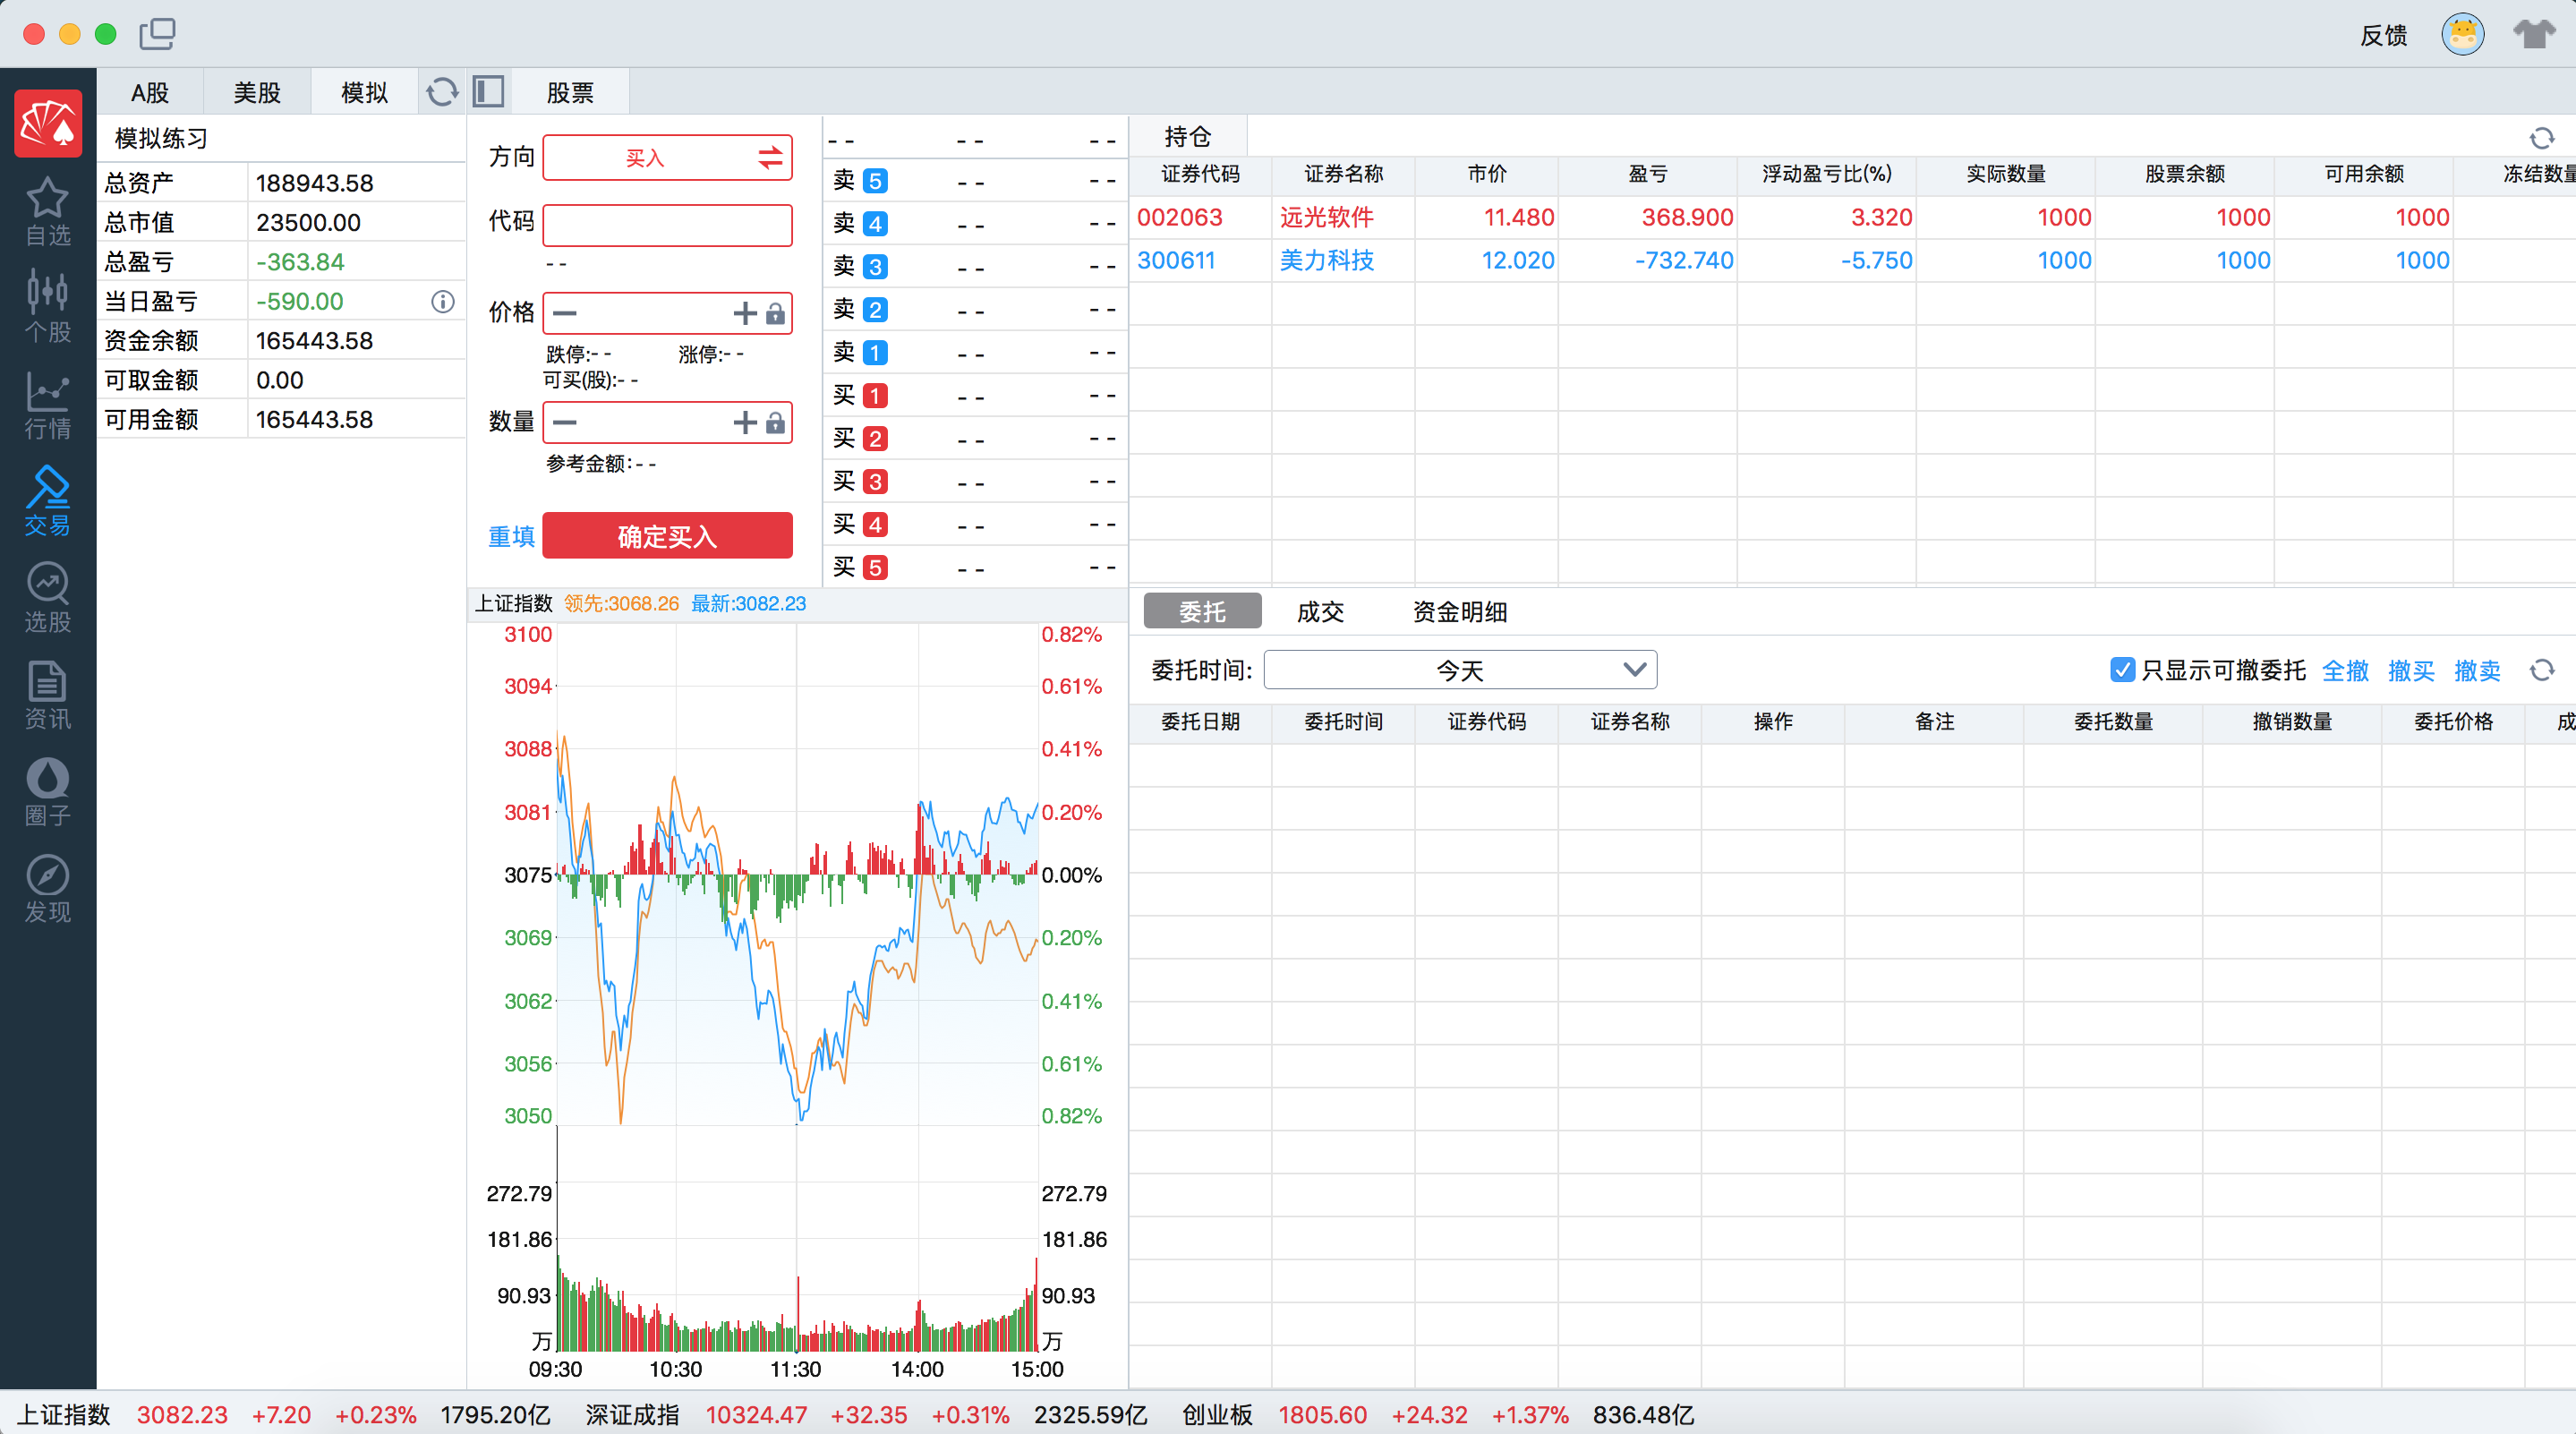 反馈
A股 美股 模拟 股票
自选
个股
行情
交易
选股
资讯
圈子
发现
模拟练习
总资产 188943.58
总市值 23500.00
总盈亏 -363.84
当日盈亏 -590.00
资金余额 165443.58
可取金额 0.00
可用金额 165443.58
方向 买入
代码
--
价格
跌停:-- 涨停:--
可买(股):--
数量
参考金额:--
重填 确定买入
-- -- --
卖 5 -- --
卖 4 -- --
卖 3 -- --
卖 2 -- --
卖 1 -- --
买 1 -- --
买 2 -- --
买 3 -- --
买 4 -- --
买 5 -- --
持仓
证券代码 证券名称 市价 盈亏 浮动盈亏比(%) 实际数量 股票余额 可用余额 冻结数量
002063 远光软件 11.480 368.900 3.320 1000 1000 1000
300611 美力科技 12.020 -732.740 -5.750 1000 1000 1000
上证指数 领先:3068.26 最新:3082.23
3100 0.82%
3094 0.61%
3088 0.41%
3081 0.20%
3075 0.00%
3069 0.20%
3062 0.41%
3056 0.61%
3050 0.82%
272.79 272.79
181.86 181.86
90.93 90.93
万 万
09:30 10:30 11:30 14:00 15:00
委托 成交 资金明细
委托时间: 今天 只显示可撤委托 全撤 撤买 撤卖
委托日期 委托时间 证券代码 证券名称 操作 备注 委托数量 撤销数量 委托价格 成
上证指数 3082.23 +7.20 +0.23% 1795.20亿 深证成指 10324.47 +32.35 +0.31% 2325.59亿 创业板 1805.60 +24.32 +1.37% 836.48亿